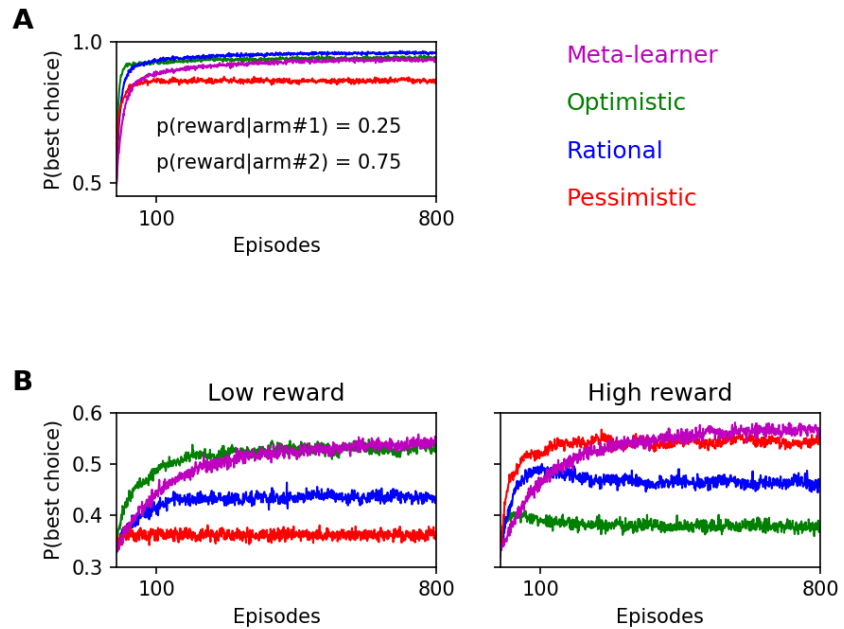 A
1.0
P(best choice)
p(reward|arm#1) = 0.25
p(reward|arm#2) = 0.75
0.5
100
800
Episodes
Meta-learner
Optimistic
Rational
Pessimistic
B
Low reward
0.6
0.5
0.4
0.3
P(best choice)
100
800
Episodes
High reward
100
800
Episodes